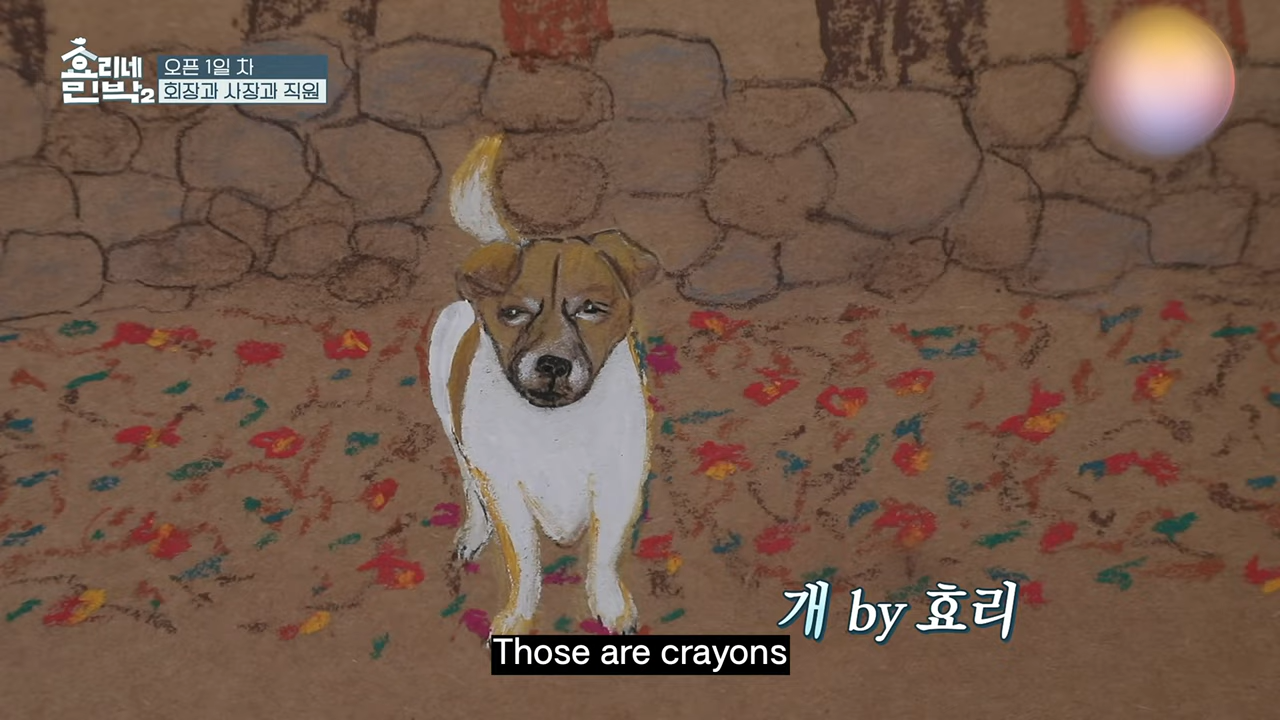 효리네
민박2
오픈 1일 차
회장과 사장과 직원
개 by 효리
Those are crayons